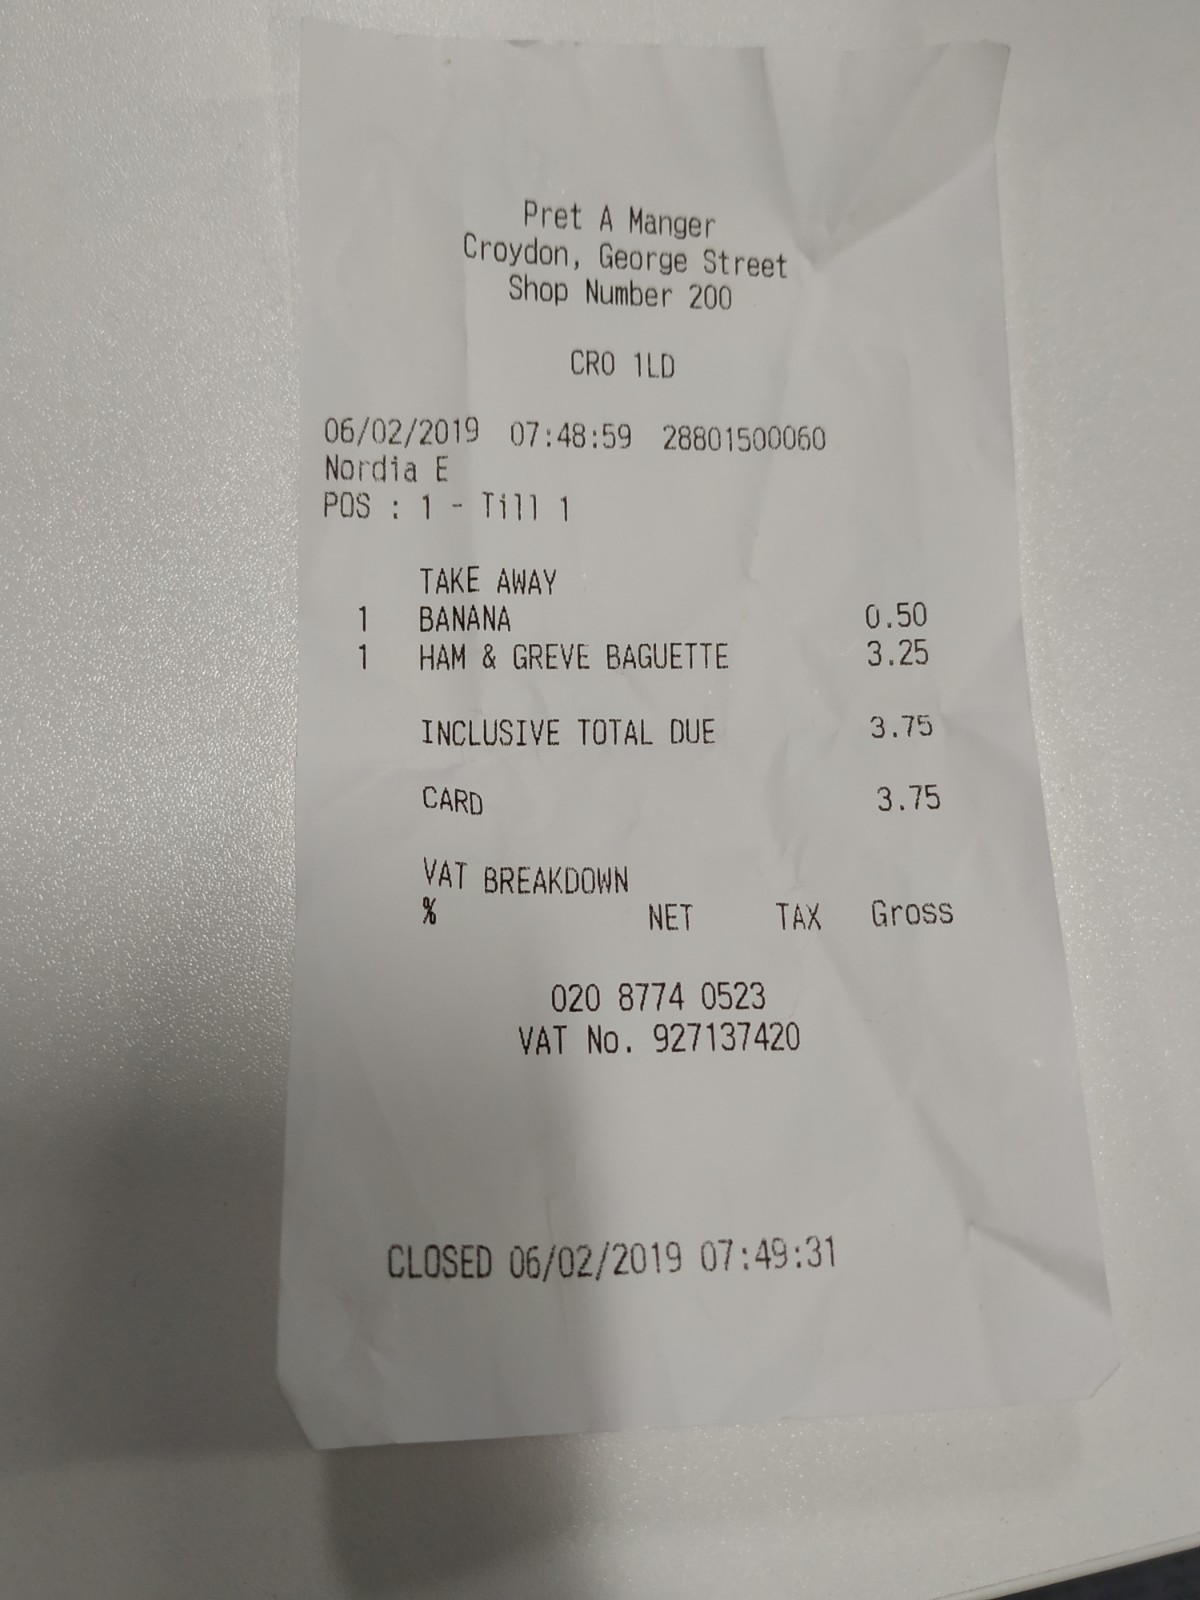 Pret A Manger
Croydon, George Street
Shop Number 200
CR0 1LD
06/02/2019 07:48:59 28801500060
Nordia E
POS : 1 - Till 1
TAKE AWAY
1 BANANA 0.50
1 HAM & GREVE BAGUETTE 3.25
INCLUSIVE TOTAL DUE 3.75
CARD 3.75
VAT BREAKDOWN
% NET TAX Gross
020 8774 0523
VAT No. 927137420
CLOSED 06/02/2019 07:49:31